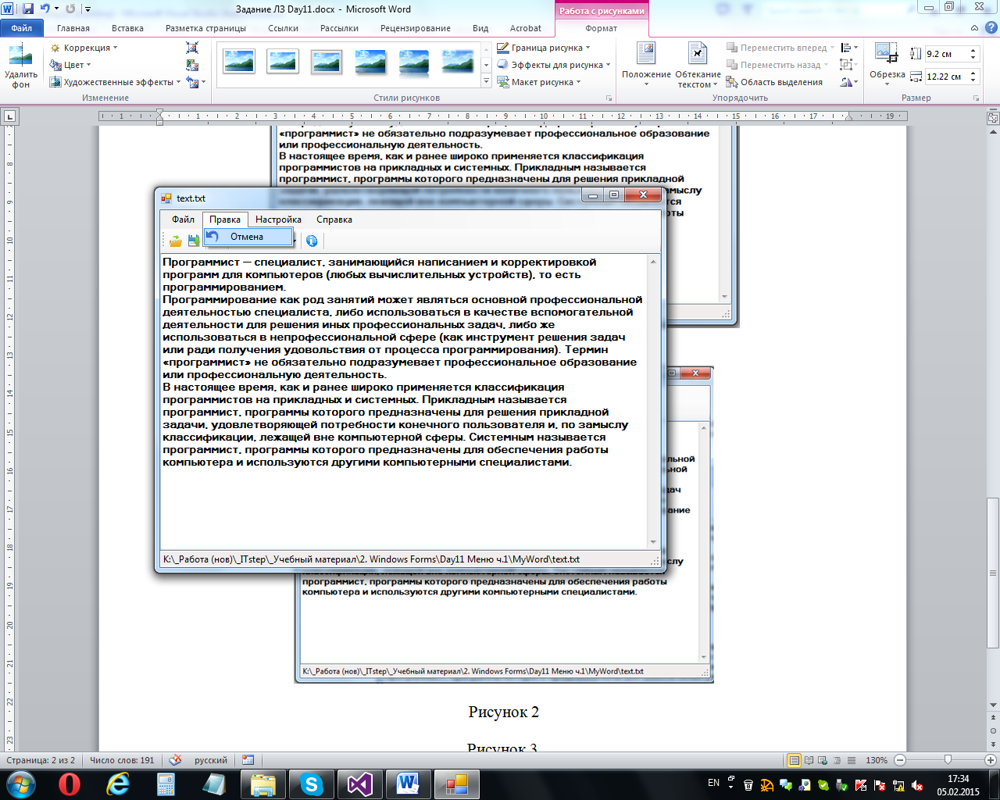 Задание ЛЗ Day11.docx - Microsoft Word
Работа с рисунками
Файл Главная Вставка Разметка страницы Ссылки Рассылки Рецензирование Вид Acrobat Формат
Удалить фон
Коррекция
Цвет
Художественные эффекты
Изменение
Стили рисунков
Граница рисунка
Эффекты для рисунка
Макет рисунка
Положение
Обтекание текстом
Переместить вперед
Переместить назад
Область выделения
Упорядочить
Обрезка
9.2 см
12.22 см
Размер
«программист» не обязательно подразумевает профессиональное образование
или профессиональную деятельность.
В настоящее время, как и ранее широко применяется классификация
программистов на прикладных и системных. Прикладным называется
программист, программы которого предназначены для решения прикладной
text.txt
Файл Правка Настройка Справка
Отмена
Программист — специалист, занимающийся написанием и корректировкой
программ для компьютеров (любых вычислительных устройств), то есть
программированием.
Программирование как род занятий может являться основной профессиональной
деятельностью специалиста, либо использоваться в качестве вспомогательной
деятельности для решения иных профессиональных задач, либо же
использоваться в непрофессиональной сфере (как инструмент решения задач
или ради получения удовольствия от процесса программирования). Термин
«программист» не обязательно подразумевает профессиональное образование
или профессиональную деятельность.
В настоящее время, как и ранее широко применяется классификация
программистов на прикладных и системных. Прикладным называется
программист, программы которого предназначены для решения прикладной
задачи, удовлетворяющей потребности конечного пользователя и, по замыслу
классификации, лежащей вне компьютерной сферы. Системным называется
программист, программы которого предназначены для обеспечения работы
компьютера и используются другими компьютерными специалистами.
K:\_Работа (нов)\_ITstep\_Учебный материал\2. Windows Forms\Day11 Меню ч.1\MyWord\text.txt
программист, программы которого предназначены для обеспечения работы
компьютера и используются другими компьютерными специалистами.
K:\_Работа (нов)\_ITstep\_Учебный материал\2. Windows Forms\Day11 Меню ч.1\MyWord\text.txt
Рисунок 2
Рисунок 3
Страница: 2 из 2 Число слов: 191 русский 130%
EN 17:34
05.02.2015